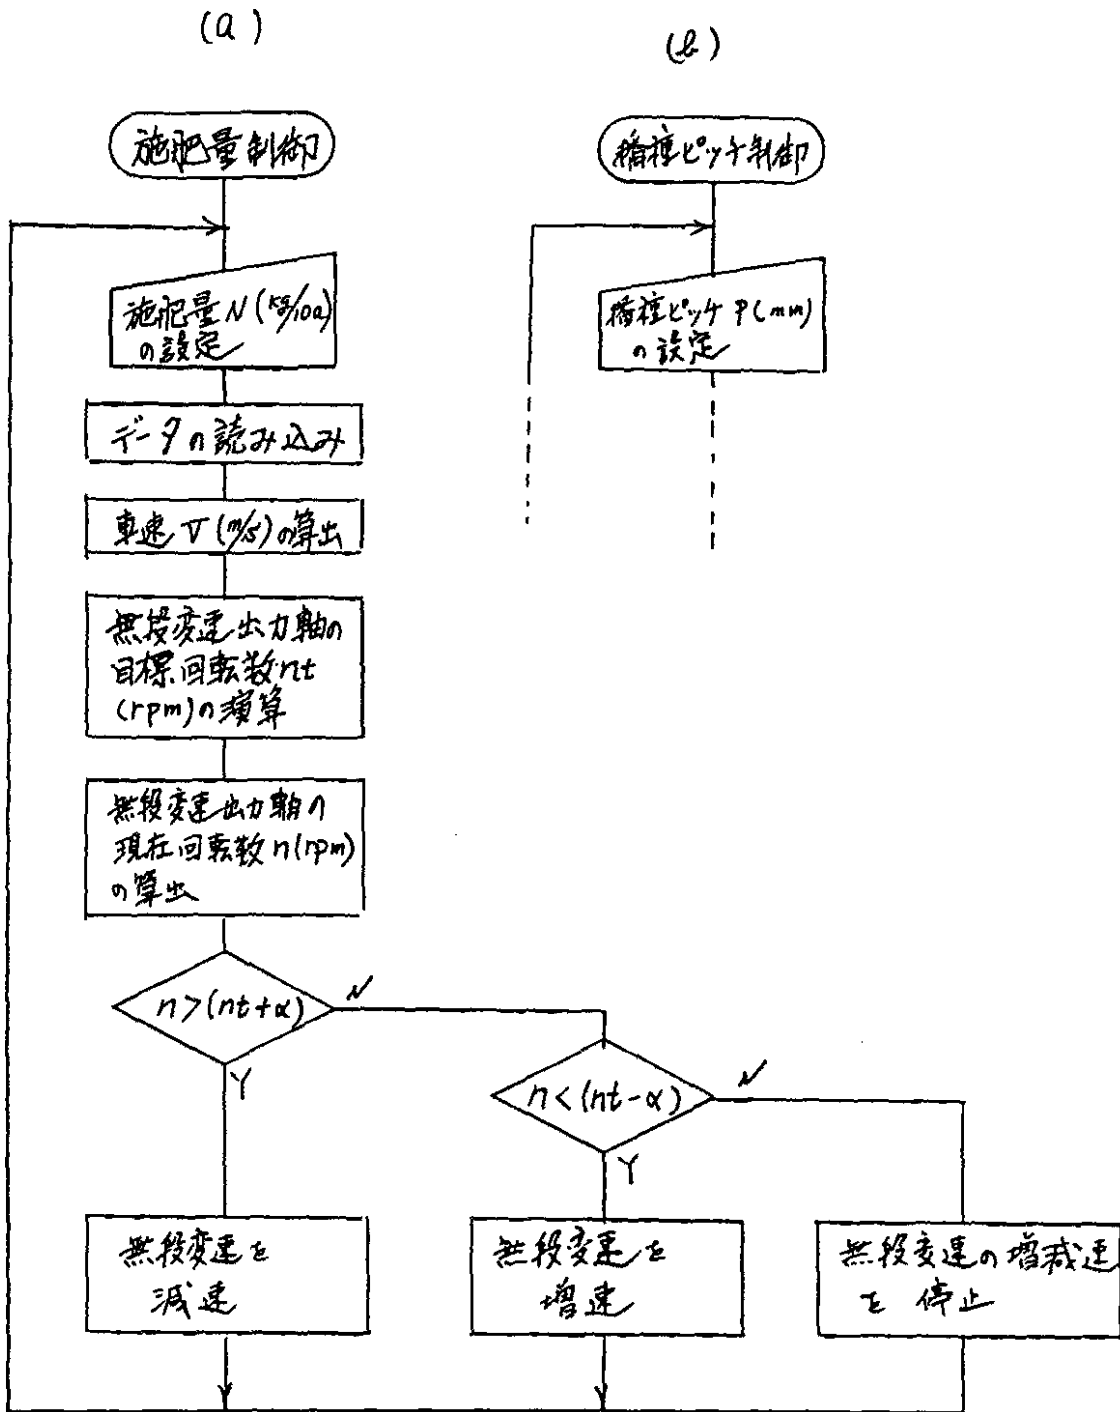 (a)
施肥量制御
施肥量N(kg/10a)
の設定
データの読み込み
車速V(m/s)の算出
無段変速出力軸の
目標回転数nt
(rpm)の演算
無段変速出力軸の
現在回転数n(rpm)
の算出
n>(nt+α)
N
Y
n<(nt-α)
N
Y
無段変速を
減速
無段変速を
増速
無段変速の増減速
を停止
(b)
播種ピッチ制御
播種ピッチP(mm)
の設定